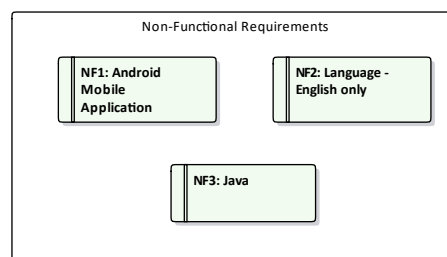 Non-Functional Requirements
NF1: Android
Mobile
Application
NF2: Language -
English only
NF3: Java